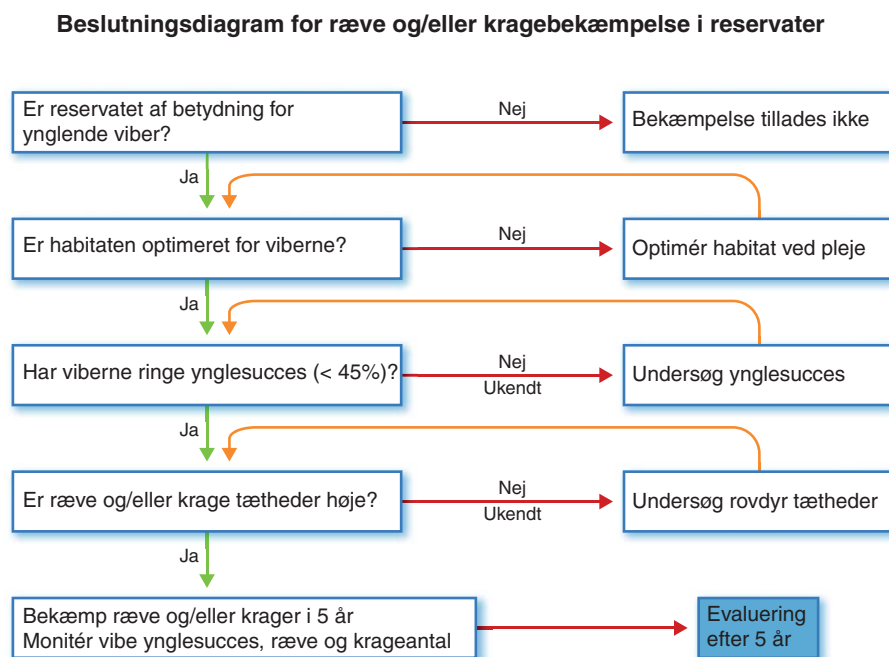 Beslutningsdiagram for ræve og/eller kragebekæmpelse i reservater
Er reservatet af betydning for
ynglende viber?
Nej
Bekæmpelse tillades ikke
Ja
Er habitaten optimeret for viberne?
Nej
Optimér habitat ved pleje
Ja
Har viberne ringe ynglesucces (< 45%)?
Nej
Ukendt
Undersøg ynglesucces
Ja
Er ræve og/eller krage tætheder høje?
Nej
Ukendt
Undersøg rovdyr tætheder
Ja
Bekæmp ræve og/eller krager i 5 år
Monitér vibe ynglesucces, ræve og krageantal
Evaluering
efter 5 år